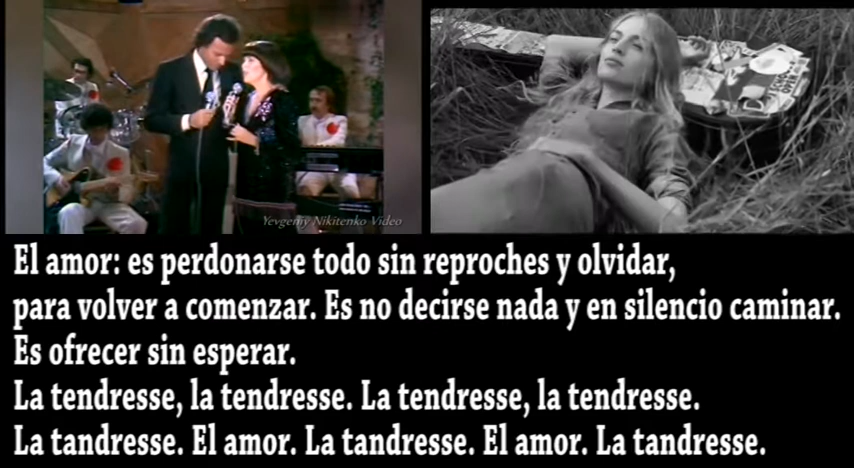 Yevgeniy Nikitenko Video
El amor: es perdonarse todo sin reproches y olvidar,
para volver a comenzar. Es no decirse nada y en silencio caminar.
Es ofrecer sin esperar.
La tendresse, la tendresse. La tendresse, la tendresse.
La tandresse. El amor. La tandresse. El amor. La tandresse.